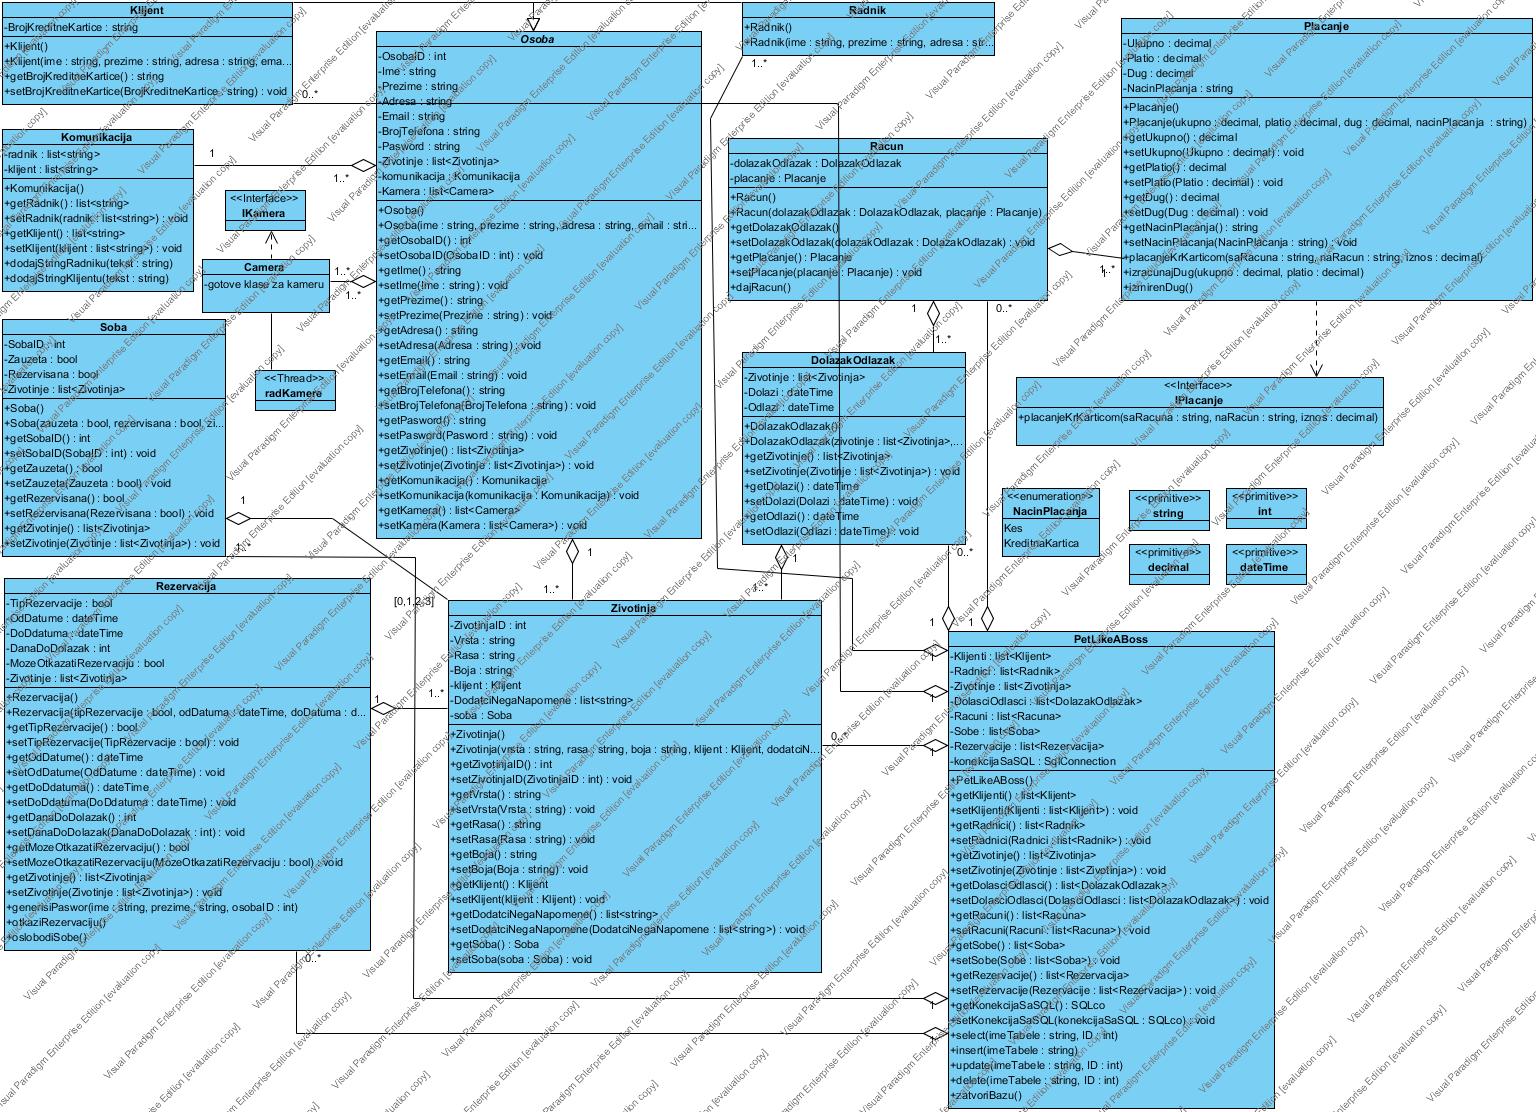 Klijent
-BrojKreditneKartice : string
+Klijent()
+Klijent(ime : string, prezime : string, adresa : string, ema...
+getBrojKreditneKartice() : string
+setBrojKreditneKartice(BrojKreditneKartice : string) : void
0..*
Osoba
-OsobaID : int
-Ime : string
-Prezime : string
-Adresa : string
-Email : string
-BrojTelefona : string
-Pasword : string
-Zivotinje : list<Zivotinja>
-komunikacija : Komunikacija
-Kamera : list<Camera>
+Osoba()
+Osoba(ime : string, prezime : string, adresa : string, email : stri...
+getOsobaID() : int
+setOsobaID(OsobaID : int) : void
+getIme() : string
+setIme(Ime : string) : void
+getPrezime() : string
+setPrezime(Prezime : string) : void
+getAdresa() : string
+setAdresa(Adresa : string) : void
+getEmail() : string
+setEmail(Email : string) : void
+getBrojTelefona() : string
+setBrojTelefona(BrojTelefona : string) : void
+getPasword() : string
+setPasword(Pasword : string) : void
+getZivotinje() : list<Zivotinja>
+setZivotinje(Zivotinje : list<Zivotinja>) : void
+getKomunikacija() : Komunikacija
+setKomunikacija(komunikacija : Komunikacija) : void
+getKamera() : list<Camera>
+setKamera(Kamera : list<Camera>) : void
1
1..*
Radnik
+Radnik()
+Radnik(ime : string, prezime : string, adresa : str...
1..*
Placanje
-Ukupno : decimal
-Platio : decimal
-Dug : decimal
-NacinPlacanja : string
+Placanje()
+Placanje(ukupno : decimal, platio : decimal, dug : decimal, nacinPlacanja : string)
+getUkupno() : decimal
+setUkupno(Ukupno : decimal) : void
+getPlatio() : decimal
+setPlatio(Platio : decimal) : void
+getDug() : decimal
+setDug(Dug : decimal) : void
+getNacinPlacanja() : string
+setNacinPlacanja(NacinPlacanja : string) : void
+placanjeKrKarticom(saRacuna : string, naRacun : string, iznos : decimal)
+izracunajDug(ukupno : decimal, platio : decimal)
+izmirenDug()
1..*
Komunikacija
-radnik : list<string>
-klijent : list<string>
+Komunikacija()
+getRadnik() : list<string>
+setRadnik(radnik : list<string>) : void
+getKlijent() : list<string>
+setKlijent(klijent : list<string>) : void
+dodajStringRadniku(tekst : string)
+dodajStringKlijentu(tekst : string)
1
1..*
<<Interface>>
IKamera
Camera
-gotove klase za kameru
1..*
1..*
<<Thread>>
radKamere
Racun
-dolazakOdlazak : DolazakOdlazak
-placanje : Placanje
+Racun()
+Racun(dolazakOdlazak : DolazakOdlazak, placanje : Placanje)
+getDolazakOdlazak()
+setDolazakOdlazak(dolazakOdlazak : DolazakOdlazak) : void
+getPlacanje() : Placanje
+setPlacanje(placanje : Placanje) : void
+dajRacun()
1
1..*
0..*
Soba
-SobaID : int
-Zauzeta : bool
-Rezervisana : bool
-Zivotinje : list<Zivotinja>
+Soba()
+Soba(zauzeta : bool, rezervisana : bool, zi...
+getSobaID() : int
+setSobaID(SobaID : int) : void
+getZauzeta() : bool
+setZauzeta(Zauzeta : bool) : void
+getRezervisana() : bool
+setRezervisana(Rezervisana : bool) : void
+getZivotinje() : list<Zivotinja>
+setZivotinje(Zivotinje : list<Zivotinja>) : void
1
1..*
[0,1,2,3]
DolazakOdlazak
-Zivotinje : list<Zivotinja>
-Dolazi : dateTime
-Odlazi : dateTime
+DolazakOdlazak()
+DolazakOdlazak(zivotinje : list<Zivotinja>,...
+getZivotinje() : list<Zivotinja>
+setZivotinje(Zivotinje : list<Zivotinja>) : void
+getDolazi() : dateTime
+setDolazi(Dolazi : dateTime) : void
+getOdlazi() : dateTime
+setOdlazi(Odlazi : dateTime) : void
0..*
1
1..*
<<Interface>>
IPlacanje
+placanjeKrKarticom(saRacuna : string, naRacun : string, iznos : decimal)
<<enumeration>>
NacinPlacanja
Kes
KreditnaKartica
<<primitive>>
string
<<primitive>>
int
<<primitive>>
decimal
<<primitive>>
dateTime
Rezervacija
-TipRezervacije : bool
-OdDatume : dateTime
-DoDdatuma : dateTime
-DanaDoDolazak : int
-MozeOtkazatiRezervaciju : bool
-Zivotinje : list<Zivotinja>
+Rezervacija()
+Rezervacija(tipRezervacije : bool, odDatuma : dateTime, doDatuma : d...
+getTipRezervacije() : bool
+setTipRezervacije(TipRezervacije : bool) : void
+getOdDatume() : dateTime
+setOdDatume(OdDatume : dateTime) : void
+getDoDdatuma() : dateTime
+setDoDdatuma(DoDdatuma : dateTime) : void
+getDanaDoDolazak() : int
+setDanaDoDolazak(DanaDoDolazak : int) : void
+getMozeOtkazatiRezervaciju() : bool
+setMozeOtkazatiRezervaciju(MozeOtkazatiRezervaciju : bool) : void
+getZivotinje() : list<Zivotinja>
+setZivotinje(Zivotinje : list<Zivotinja>) : void
+generisiPaswor(ime : string, prezime : string, osobaID : int)
+otkaziRezervaciju()
+oslobodiSobe()
0..*
1
1..*
Zivotinja
-ZivotinjaID : int
-Vrsta : string
-Rasa : string
-Boja : string
-klijent : Klijent
-DodatciNegaNapomene : list<string>
-soba : Soba
+Zivotinja()
+Zivotinja(vrsta : string, rasa : string, boja : string, klijent : Klijent, dodatciN...
+getZivotinjaID() : int
+setZivotinjaID(ZivotinjaID : int) : void
+getVrsta() : string
+setVrsta(Vrsta : string) : void
+getRasa() : string
+setRasa(Rasa : string) : void
+getBoja() : string
+setBoja(Boja : string) : void
+getKlijent() : Klijent
+setKlijent(klijent : Klijent) : void
+getDodatciNegaNapomene() : list<string>
+setDodatciNegaNapomene(DodatciNegaNapomene : list<string>) : void
+getSoba() : Soba
+setSoba(soba : Soba) : void
0..*
1
1
1
1
1
1
1
PetLikeABoss
-Klijenti : list<Klijent>
-Radnici : list<Radnik>
-Zivotinje : list<Zivotinja>
-DolasciOdlasci : list<DolazakOdlazak>
-Racuni : list<Racuna>
-Sobe : list<Soba>
-Rezervacije : list<Rezervacija>
-konekcijaSaSQL : SqlConnection
+PetLikeABoss()
+getKlijenti() : list<Klijent>
+setKlijenti(Klijenti : list<Klijent>) : void
+getRadnici() : list<Radnik>
+setRadnici(Radnici : list<Radnik>) : void
+getZivotinje() : list<Zivotinja>
+setZivotinje(Zivotinje : list<Zivotinja>) : void
+getDolasciOdlasci() : list<DolazakOdlazak>
+setDolasciOdlasci(DolasciOdlasci : list<DolazakOdlazak>) : void
+getRacuni() : list<Racuna>
+setRacuni(Racuni : list<Racuna>) : void
+getSobe() : list<Soba>
+setSobe(Sobe : list<Soba>) : void
+getRezervacije() : list<Rezervacija>
+setRezervacije(Rezervacije : list<Rezervacija>) : void
+getKonekcijaSaSQL() : SQLco
+setKonekcijaSaSQL(konekcijaSaSQL : SQLco) : void
+select(imeTabele : string, ID : int)
+insert(imeTabele : string)
+update(imeTabele : string, ID : int)
+delete(imeTabele : string, ID : int)
+zatvoriBazu()
Visual Paradigm Enterprise Edition [evaluation copy]